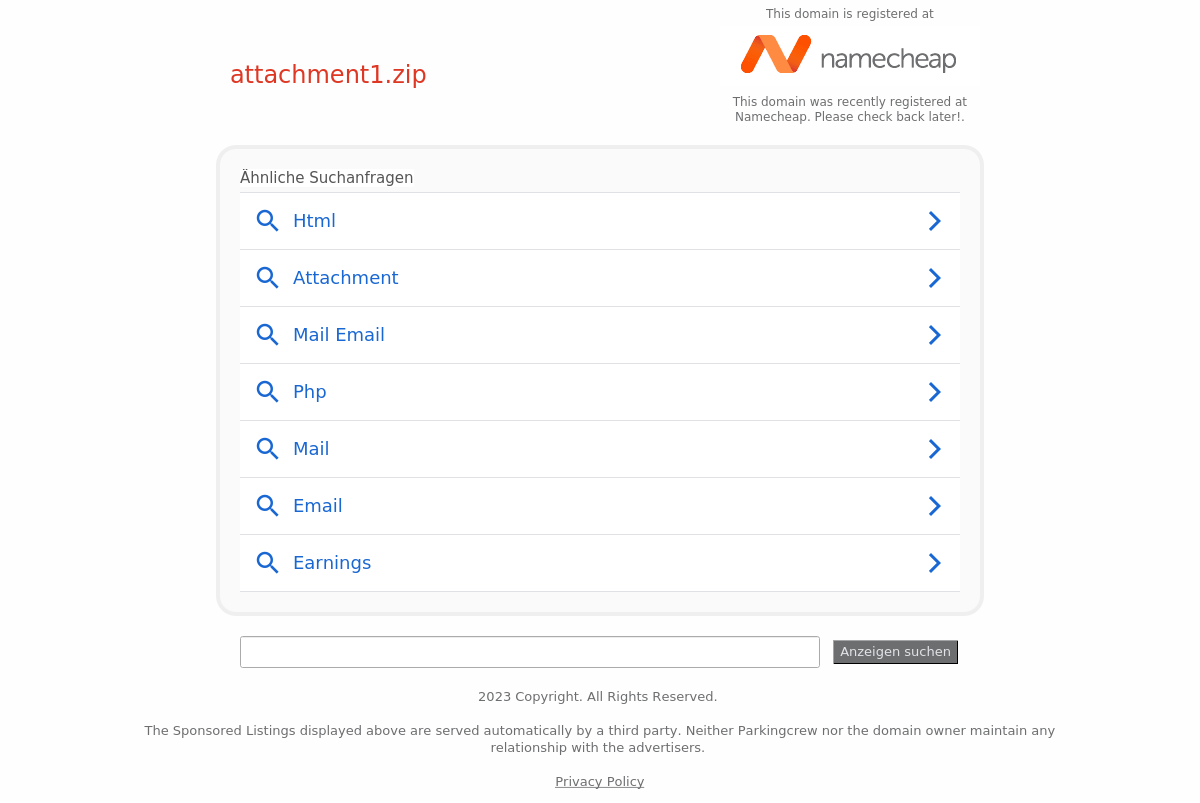 This domain is registered at
namecheap
attachment1.zip
This domain was recently registered at
Namecheap. Please check back later!.
Ähnliche Suchanfragen
Html
Attachment
Mail Email
Php
Mail
Email
Earnings
Anzeigen suchen
2023 Copyright. All Rights Reserved.
The Sponsored Listings displayed above are served automatically by a third party. Neither Parkingcrew nor the domain owner maintain any
relationship with the advertisers.
Privacy Policy